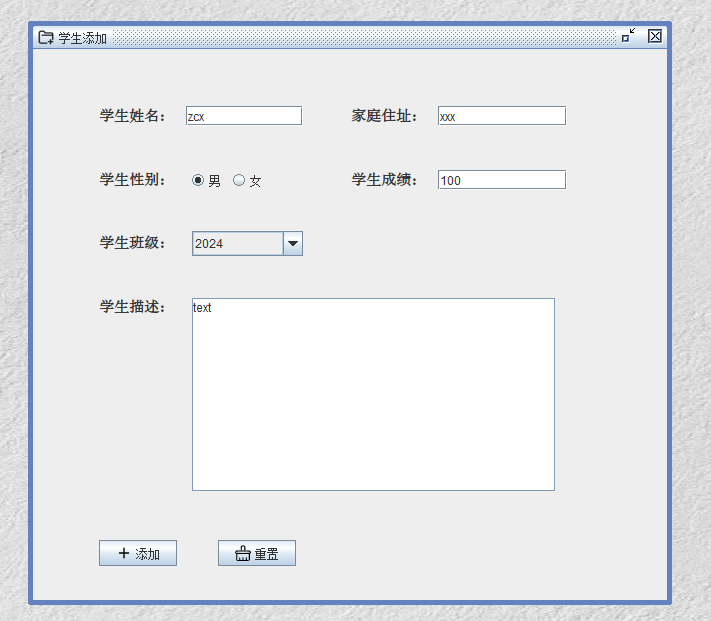 学生添加
学生姓名： zcx 家庭住址： xxx
学生性别： 男 女 学生成绩： 100
学生班级： 2024
学生描述： text
添加 重置